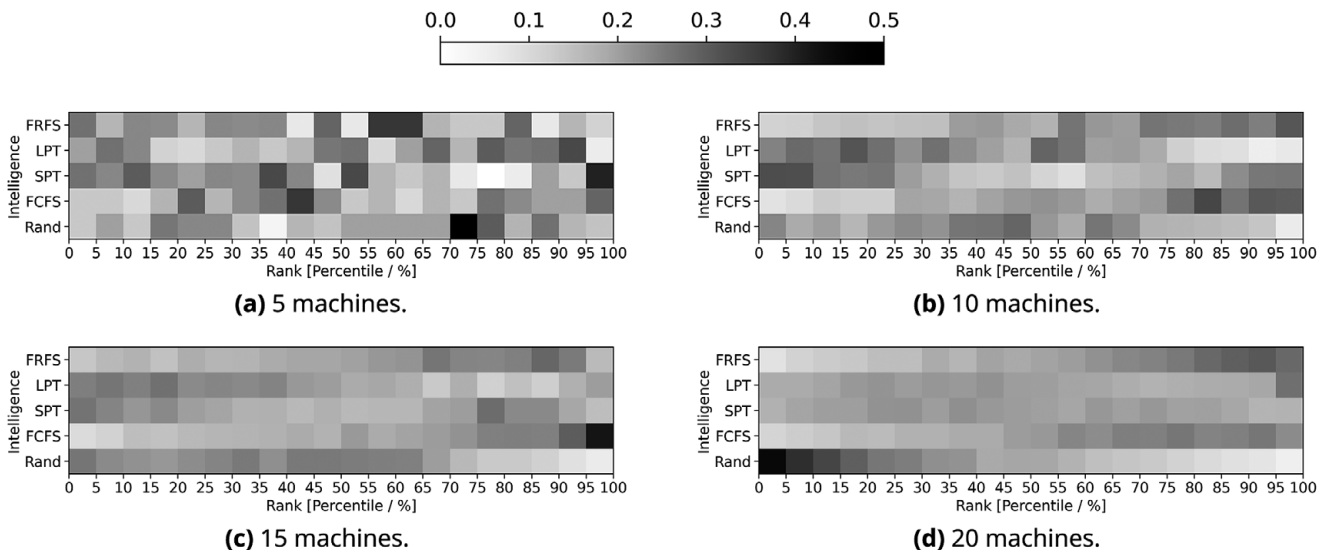 0.0 0.1 0.2 0.3 0.4 0.5
Intelligence
FRFS
LPT
SPT
FCFS
Rand
0 5 10 15 20 25 30 35 40 45 50 55 60 65 70 75 80 85 90 95 100
Rank [Percentile / %]
(a) 5 machines.
Intelligence
FRFS
LPT
SPT
FCFS
Rand
0 5 10 15 20 25 30 35 40 45 50 55 60 65 70 75 80 85 90 95 100
Rank [Percentile / %]
(b) 10 machines.
Intelligence
FRFS
LPT
SPT
FCFS
Rand
0 5 10 15 20 25 30 35 40 45 50 55 60 65 70 75 80 85 90 95 100
Rank [Percentile / %]
(c) 15 machines.
Intelligence
FRFS
LPT
SPT
FCFS
Rand
0 5 10 15 20 25 30 35 40 45 50 55 60 65 70 75 80 85 90 95 100
Rank [Percentile / %]
(d) 20 machines.